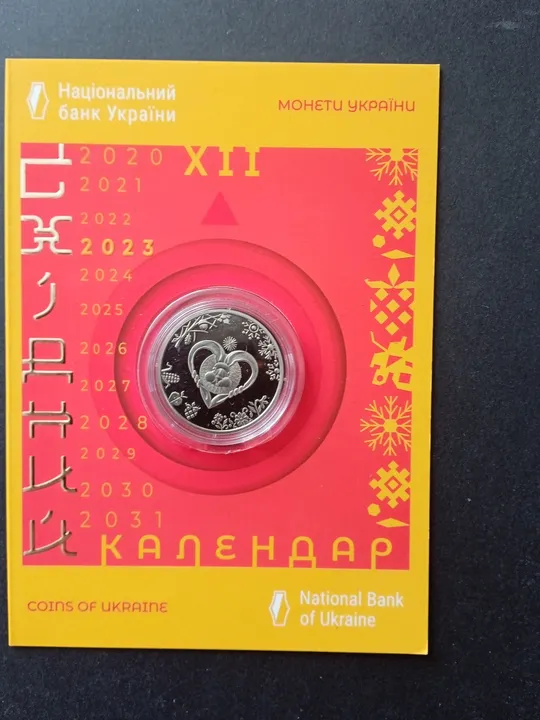 Національний
банк України
МОНЕТИ УКРАЇНИ
XII
2020
2021
2022
2023
2024
2025
2026
2027
2028
2029
2030
2031
СХІДНИЙ
КАЛЕНДАР
COINS OF UKRAINE
National Bank
of Ukraine